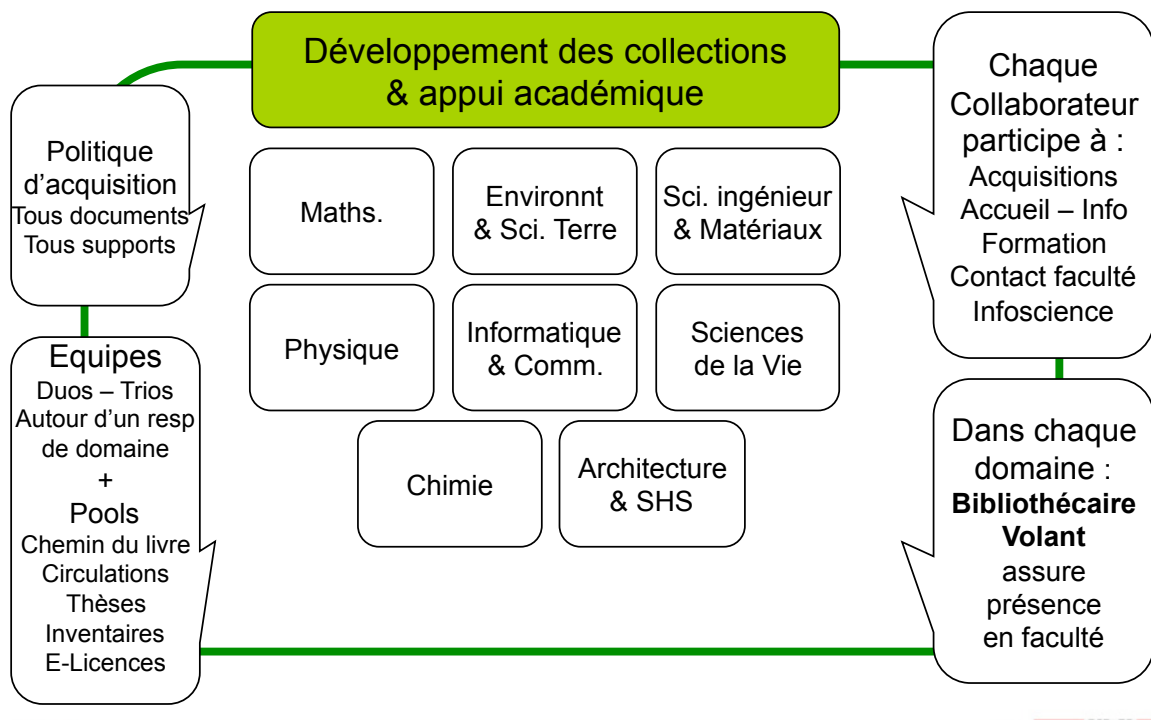 Développement des collections
& appui académique
Politique
d’acquisition
Tous documents
Tous supports
Equipes
Duos – Trios
Autour d’un resp
de domaine
+
Pools
Chemin du livre
Circulations
Thèses
Inventaires
E-Licences
Maths.
Environnt
& Sci. Terre
Sci. ingénieur
& Matériaux
Physique
Informatique
& Comm.
Sciences
de la Vie
Chimie
Architecture
& SHS
Chaque
Collaborateur
participe à :
Acquisitions
Accueil – Info
Formation
Contact faculté
Infoscience
Dans chaque
domaine :
Bibliothécaire
Volant
assure
présence
en faculté